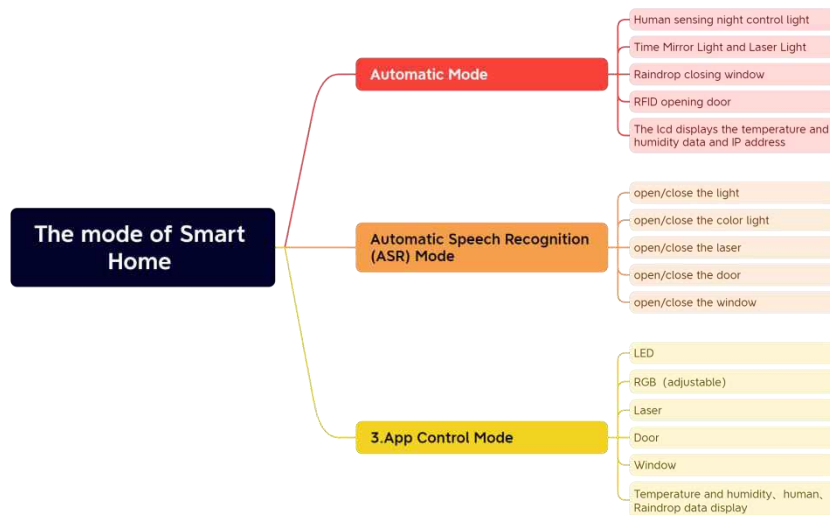 The mode of Smart
Home
Automatic Mode
Human sensing night control light
Time Mirror Light and Laser Light
Raindrop closing window
RFID opening door
The lcd displays the temperature and
humidity data and IP address
Automatic Speech Recognition
(ASR) Mode
open/close the light
open/close the color light
open/close the laser
open/close the door
open/close the window
3.App Control Mode
LED
RGB（adjustable）
Laser
Door
Window
Temperature and humidity、human、
Raindrop data display